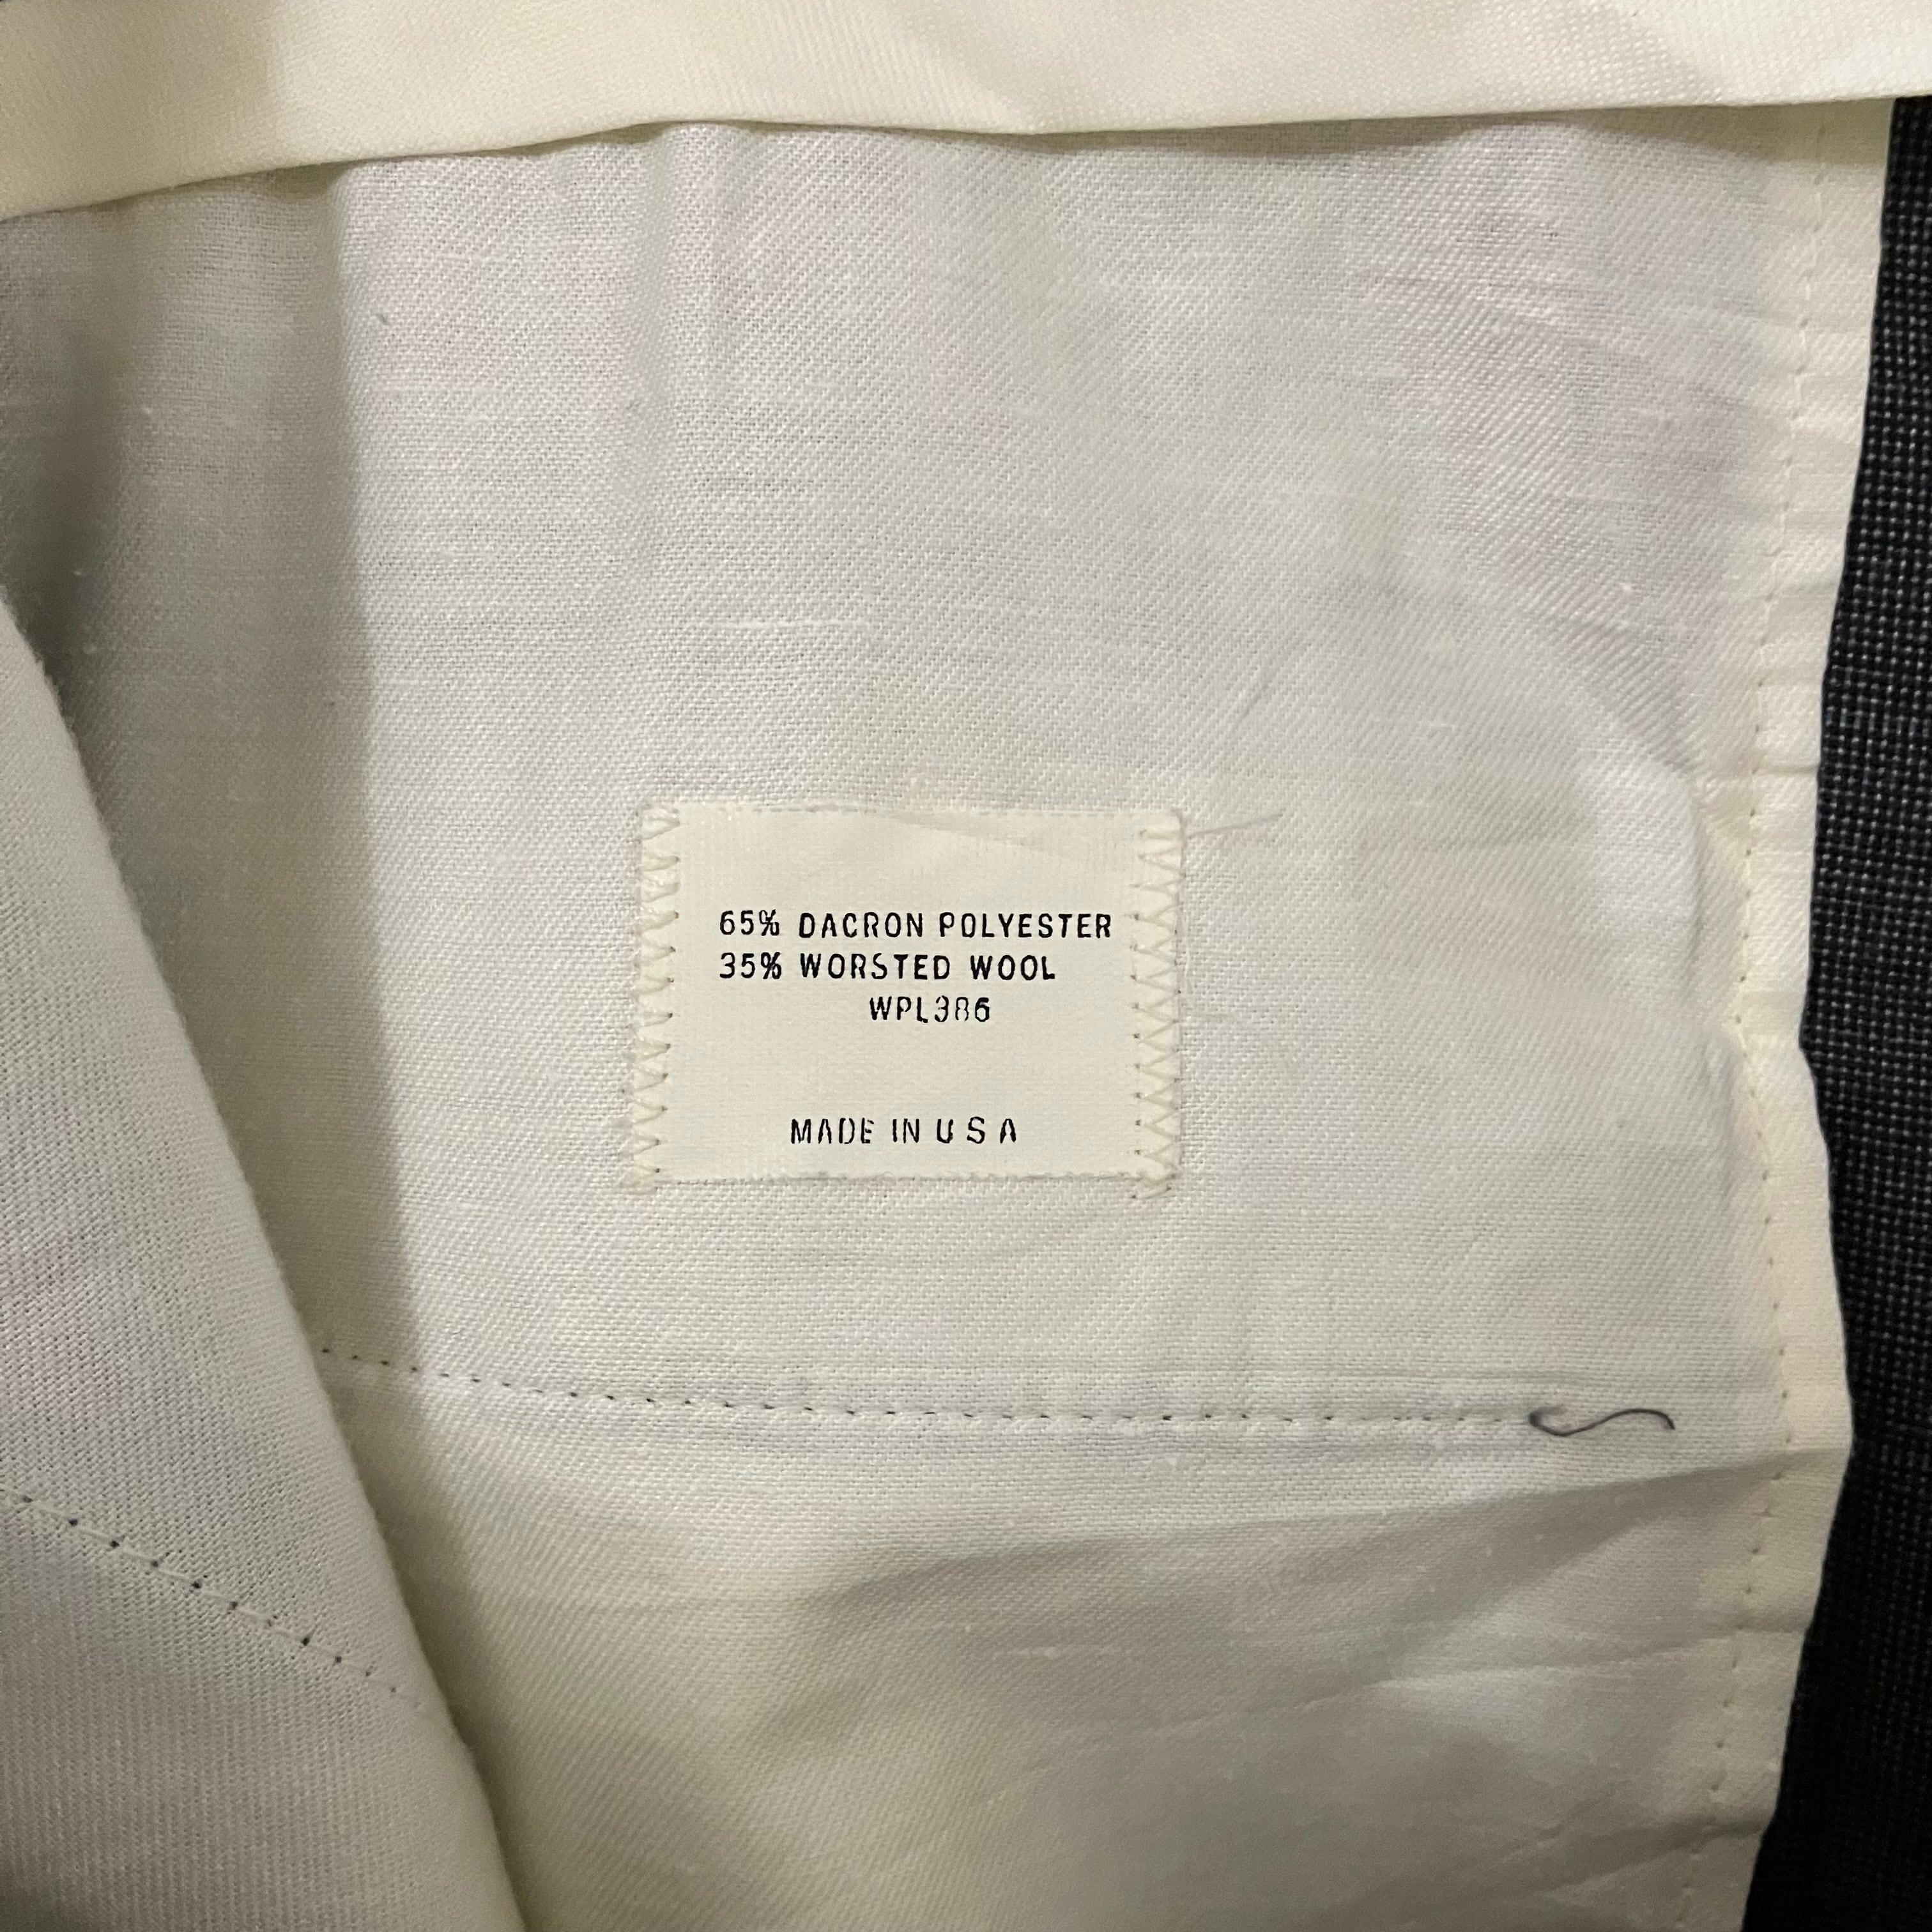 65% DACRON POLYESTER
35% WORSTED WOOL
WPL386
MADE IN U S A